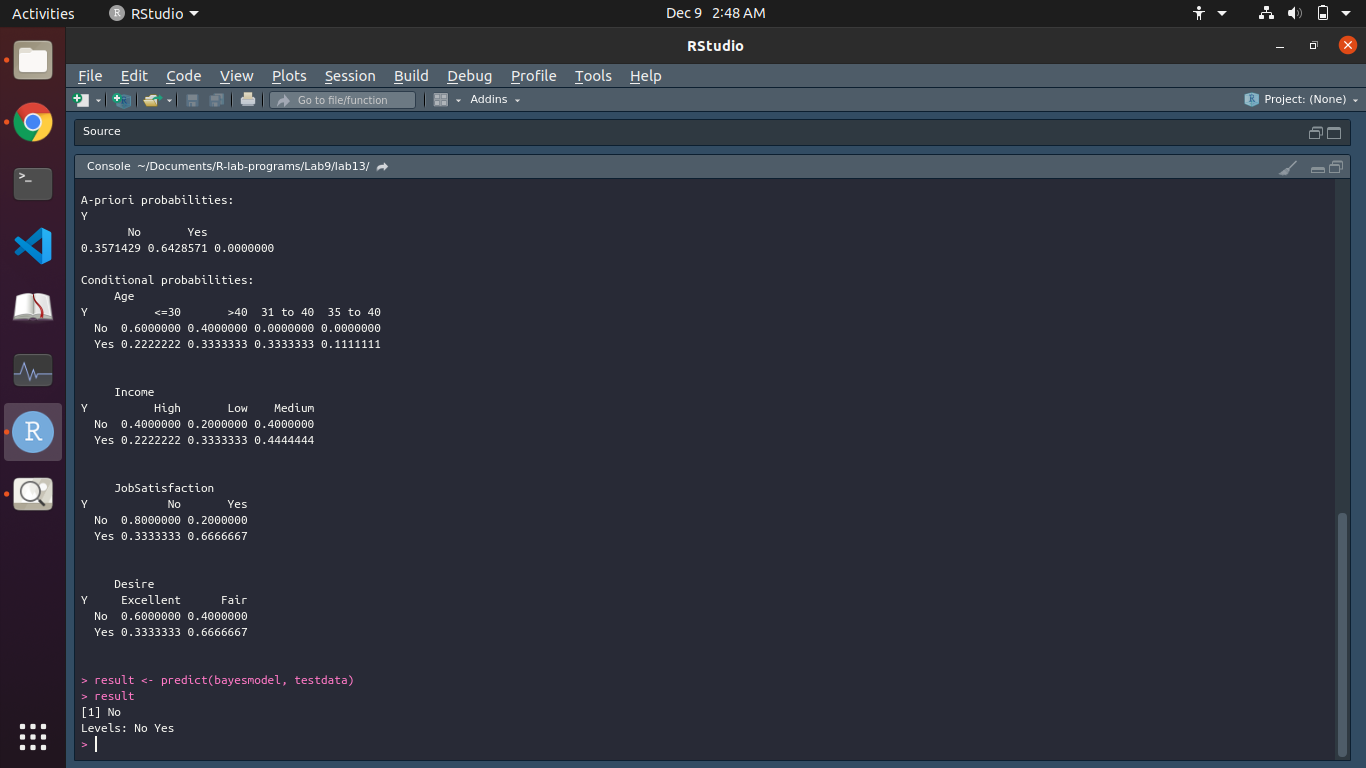 Activities RStudio Dec 9 2:48 AM
RStudio
File Edit Code View Plots Session Build Debug Profile Tools Help
Go to file/function Addins Project: (None)
Source
Console ~/Documents/R-lab-programs/Lab9/lab13/
A-priori probabilities:
Y
       No       Yes
0.3571429 0.6428571 0.0000000
Conditional probabilities:
     Age
Y          <=30       >40  31 to 40  35 to 40
  No  0.6000000 0.4000000 0.0000000 0.0000000
  Yes 0.2222222 0.3333333 0.3333333 0.1111111
     Income
Y          High       Low    Medium
  No  0.4000000 0.2000000 0.4000000
  Yes 0.2222222 0.3333333 0.4444444
     JobSatisfaction
Y            No       Yes
  No  0.8000000 0.2000000
  Yes 0.3333333 0.6666667
     Desire
Y     Excellent      Fair
  No  0.6000000 0.4000000
  Yes 0.3333333 0.6666667
> result <- predict(bayesmodel, testdata)
> result
[1] No
Levels: No Yes
>